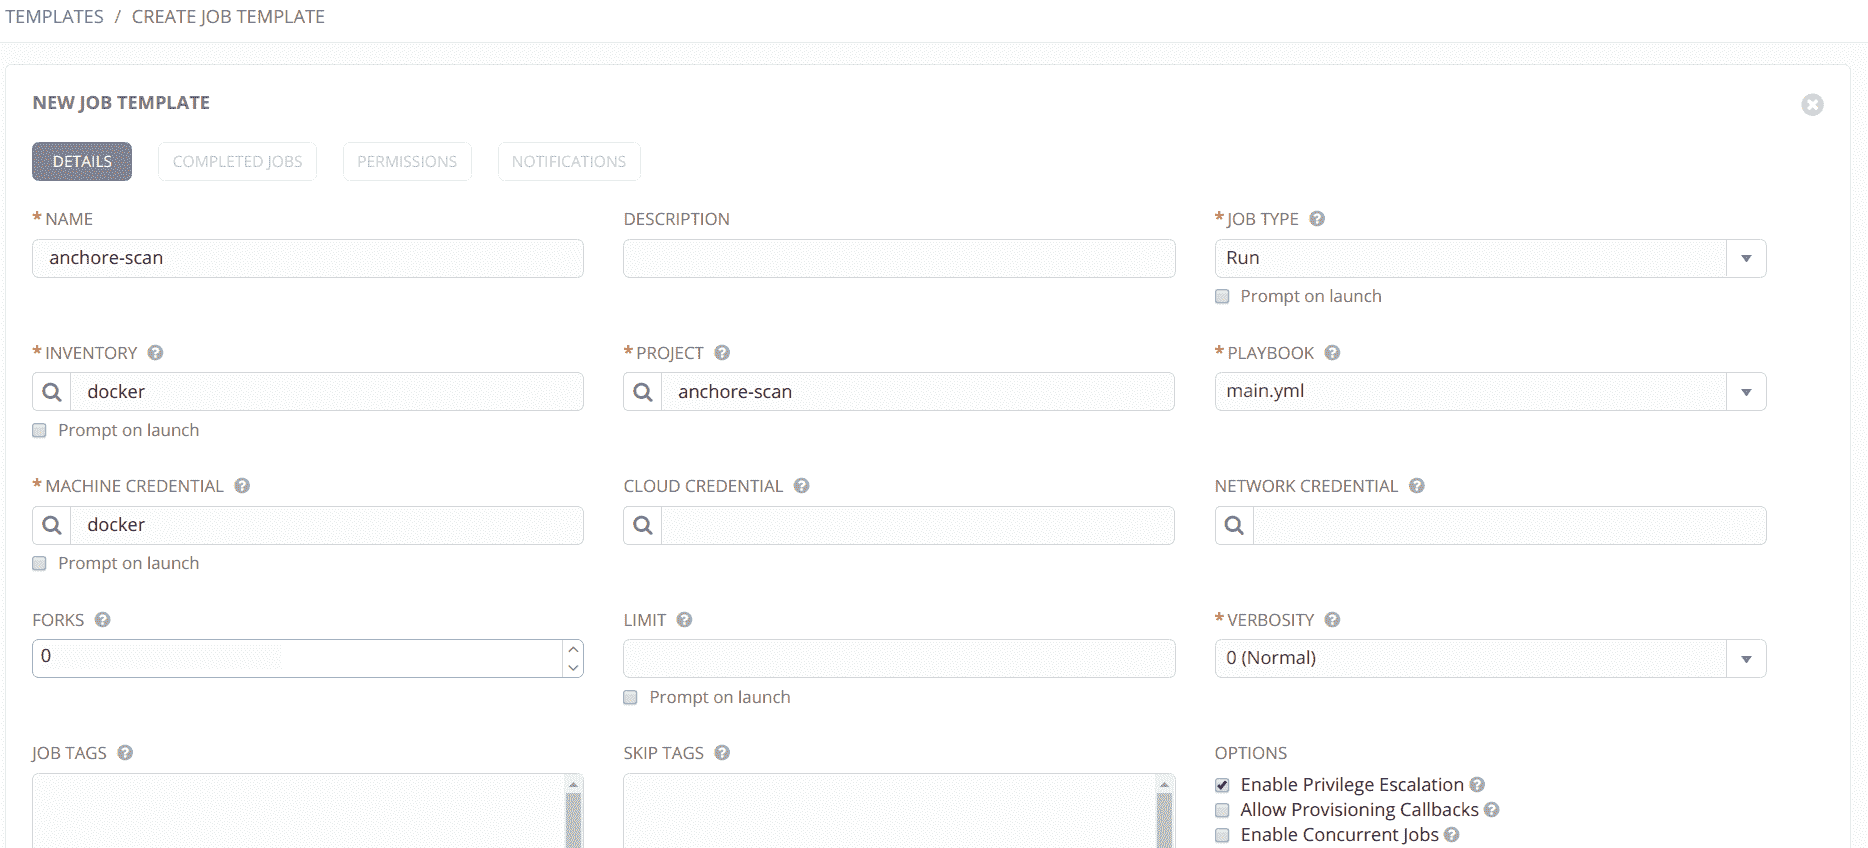 TEMPLATES / CREATE JOB TEMPLATE
NEW JOB TEMPLATE
DETAILS COMPLETED JOBS PERMISSIONS NOTIFICATIONS
* NAME DESCRIPTION * JOB TYPE ?
anchore-scan Run
Prompt on launch
* INVENTORY ? * PROJECT ? * PLAYBOOK ?
docker anchore-scan main.yml
Prompt on launch
* MACHINE CREDENTIAL ? CLOUD CREDENTIAL ? NETWORK CREDENTIAL ?
docker
Prompt on launch
FORKS ? LIMIT ? * VERBOSITY ?
0 0 (Normal)
Prompt on launch
JOB TAGS ? SKIP TAGS ? OPTIONS
Enable Privilege Escalation ?
Allow Provisioning Callbacks ?
Enable Concurrent Jobs ?